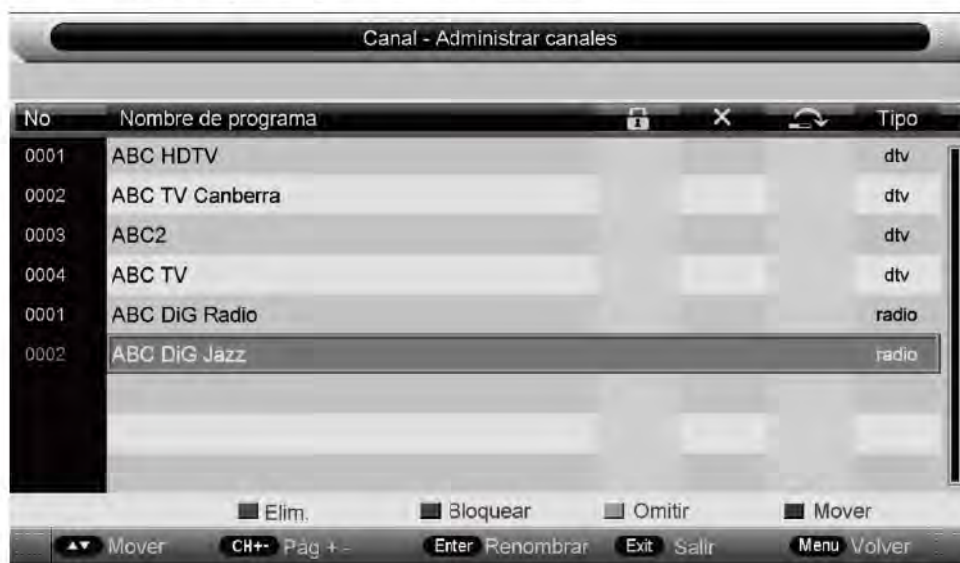 Canal - Administrar canales
No Nombre de programa Tipo
0001 ABC HDTV dtv
0002 ABC TV Canberra dtv
0003 ABC2 dtv
0004 ABC TV dtv
0001 ABC DiG Radio radio
0002 ABC DiG Jazz radio
Elim. Bloquear Omitir Mover
▲▼ Mover CH+- Pág + - Enter Renombrar Exit Salir Menu Volver